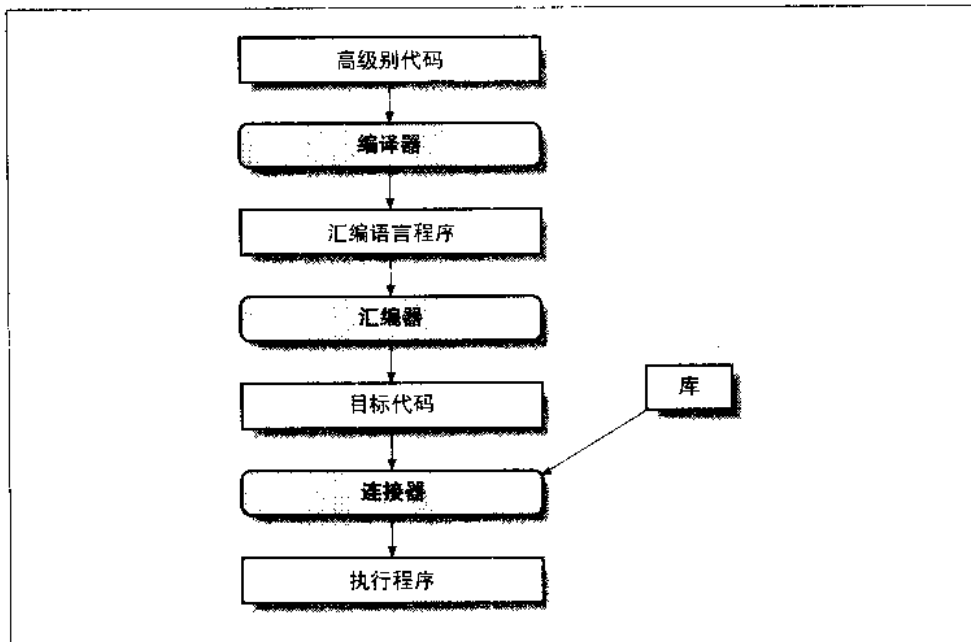 高级别代码
编译器
汇编语言程序
汇编器
目标代码
库
连接器
执行程序